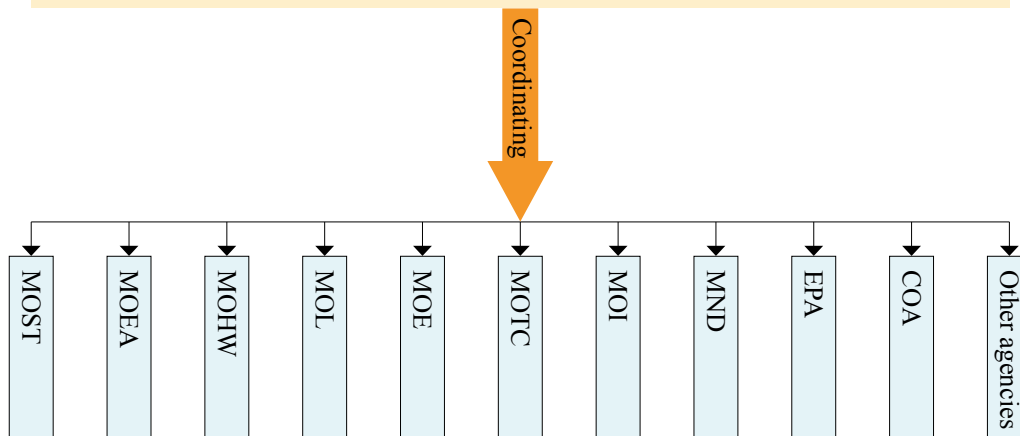 Coordinating
MOST
MOEA
MOHW
MOL
MOE
MOTC
MOI
MND
EPA
COA
Other agencies